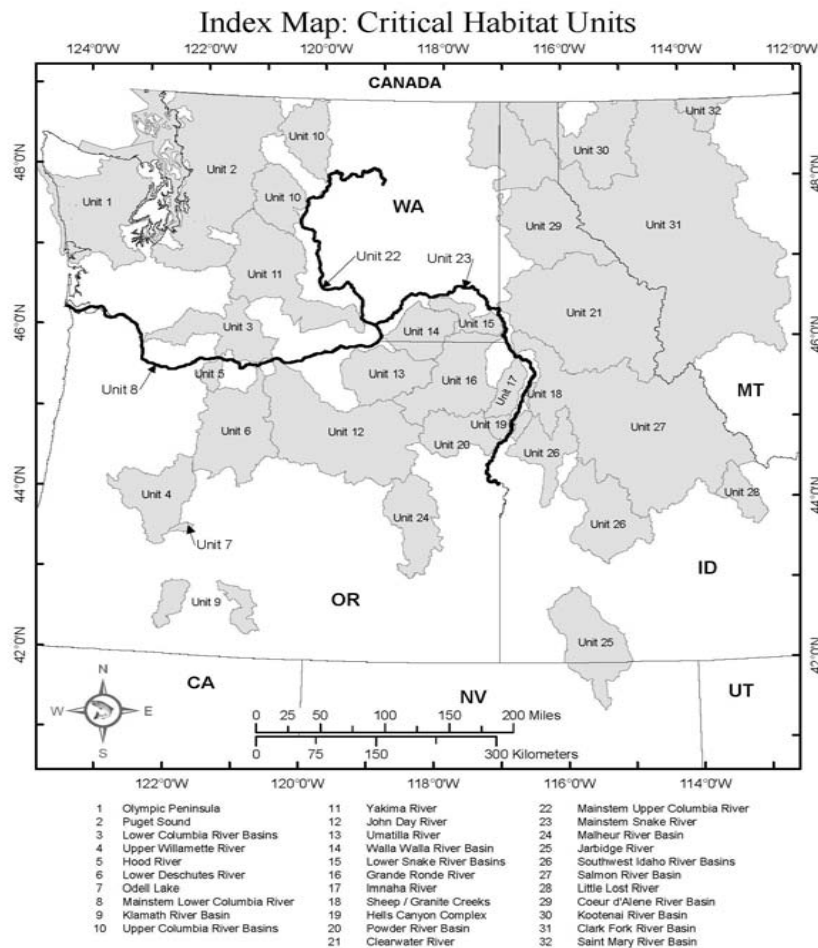 Index Map: Critical Habitat Units
124°0'W 122°0'W 120°0'W 118°0'W 116°0'W 114°0'W 112°0'W
CANADA
Unit 32
Unit 10
Unit 30
48°0'N
48°0'N
Unit 2
Unit 1
Unit 10
WA
Unit 29
Unit 31
Unit 22
Unit 23
Unit 11
Unit 21
46°0'N
46°0'N
Unit 3
Unit 14
Unit 15
Unit 8
Unit 5
Unit 13
Unit 16
Unit 17
Unit 18
MT
Unit 6
Unit 12
Unit 19
Unit 20
Unit 26
Unit 27
44°0'N
44°0'N
Unit 4
Unit 28
Unit 24
Unit 26
Unit 7
ID
Unit 9
OR
42°0'N
42°0'N
Unit 25
N
W E
S
CA
NV
UT
0 25 50 100 150 200 Miles
0 75 150 300 Kilometers
122°0'W 120°0'W 118°0'W 116°0'W 114°0'W
1 Olympic Peninsula
2 Puget Sound
3 Lower Columbia River Basins
4 Upper Willamette River
5 Hood River
6 Lower Deschutes River
7 Odell Lake
8 Mainstem Lower Columbia River
9 Klamath River Basin
10 Upper Columbia River Basins
11 Yakima River
12 John Day River
13 Umatilla River
14 Walla Walla River Basin
15 Lower Snake River Basins
16 Grande Ronde River
17 Imnaha River
18 Sheep / Granite Creeks
19 Hells Canyon Complex
20 Powder River Basin
21 Clearwater River
22 Mainstem Upper Columbia River
23 Mainstem Snake River
24 Malheur River Basin
25 Jarbidge River
26 Southwest Idaho River Basins
27 Salmon River Basin
28 Little Lost River
29 Coeur d'Alene River Basin
30 Kootenai River Basin
31 Clark Fork River Basin
32 Saint Mary River Basin